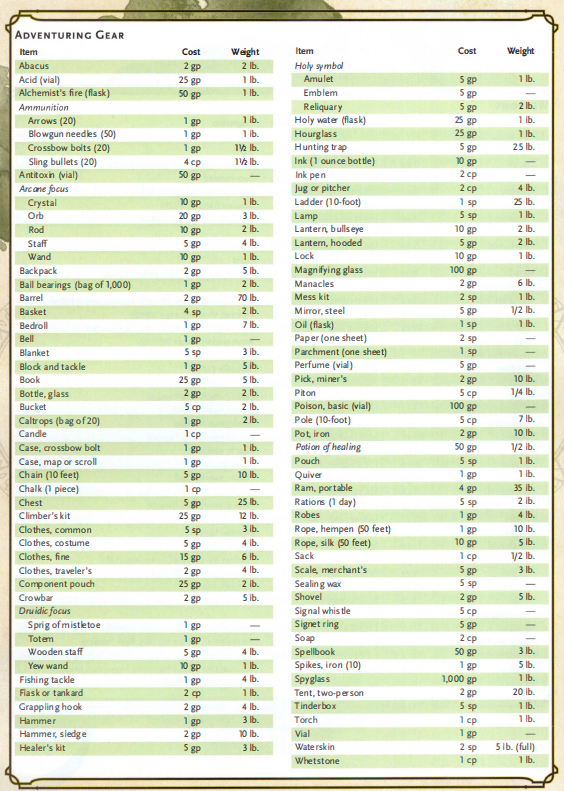 ADVENTURING GEAR
Item Cost Weight
Abacus 2 gp 2 lb.
Acid (vial) 25 gp 1 lb.
Alchemist's fire (flask) 50 gp 1 lb.
Ammunition
Arrows (20) 1 gp 1 lb.
Blowgun needles (50) 1 gp 1 lb.
Crossbow bolts (20) 1 gp 1½ lb.
Sling bullets (20) 4 cp 1½ lb.
Antitoxin (vial) 50 gp —
Arcane focus
Crystal 10 gp 1 lb.
Orb 20 gp 3 lb.
Rod 10 gp 2 lb.
Staff 5 gp 4 lb.
Wand 10 gp 1 lb.
Backpack 2 gp 5 lb.
Ball bearings (bag of 1,000) 1 gp 2 lb.
Barrel 2 gp 70 lb.
Basket 4 sp 2 lb.
Bedroll 1 gp 7 lb.
Bell 1 gp —
Blanket 5 sp 3 lb.
Block and tackle 1 gp 5 lb.
Book 25 gp 5 lb.
Bottle, glass 2 gp 2 lb.
Bucket 5 cp 2 lb.
Caltrops (bag of 20) 1 gp 2 lb.
Candle 1 cp —
Case, crossbow bolt 1 gp 1 lb.
Case, map or scroll 1 gp 1 lb.
Chain (10 feet) 5 gp 10 lb.
Chalk (1 piece) 1 cp —
Chest 5 gp 25 lb.
Climber's kit 25 gp 12 lb.
Clothes, common 5 sp 3 lb.
Clothes, costume 5 gp 4 lb.
Clothes, fine 15 gp 6 lb.
Clothes, traveler's 2 gp 4 lb.
Component pouch 25 gp 2 lb.
Crowbar 2 gp 5 lb.
Druidic focus
Sprig of mistletoe 1 gp —
Totem 1 gp —
Wooden staff 5 gp 4 lb.
Yew wand 10 gp 1 lb.
Fishing tackle 1 gp 4 lb.
Flask or tankard 2 cp 1 lb.
Grappling hook 2 gp 4 lb.
Hammer 1 gp 3 lb.
Hammer, sledge 2 gp 10 lb.
Healer's kit 5 gp 3 lb.
Item Cost Weight
Holy symbol
Amulet 5 gp 1 lb.
Emblem 5 gp —
Reliquary 5 gp 2 lb.
Holy water (flask) 25 gp 1 lb.
Hourglass 25 gp 1 lb.
Hunting trap 5 gp 25 lb.
Ink (1 ounce bottle) 10 gp —
Ink pen 2 cp —
Jug or pitcher 2 cp 4 lb.
Ladder (10-foot) 1 sp 25 lb.
Lamp 5 sp 1 lb.
Lantern, bullseye 10 gp 2 lb.
Lantern, hooded 5 gp 2 lb.
Lock 10 gp 1 lb.
Magnifying glass 100 gp —
Manacles 2 gp 6 lb.
Mess kit 2 sp 1 lb.
Mirror, steel 5 gp 1/2 lb.
Oil (flask) 1 sp 1 lb.
Paper (one sheet) 2 sp —
Parchment (one sheet) 1 sp —
Perfume (vial) 5 gp —
Pick, miner's 2 gp 10 lb.
Piton 5 cp 1/4 lb.
Poison, basic (vial) 100 gp —
Pole (10-foot) 5 cp 7 lb.
Pot, iron 2 gp 10 lb.
Potion of healing 50 gp 1/2 lb.
Pouch 5 sp 1 lb.
Quiver 1 gp 1 lb.
Ram, portable 4 gp 35 lb.
Rations (1 day) 5 sp 2 lb.
Robes 1 gp 4 lb.
Rope, hempen (50 feet) 1 gp 10 lb.
Rope, silk (50 feet) 10 gp 5 lb.
Sack 1 cp 1/2 lb.
Scale, merchant's 5 gp 3 lb.
Sealing wax 5 sp —
Shovel 2 gp 5 lb.
Signal whistle 5 cp —
Signet ring 5 gp —
Soap 2 cp —
Spellbook 50 gp 3 lb.
Spikes, iron (10) 1 gp 5 lb.
Spyglass 1,000 gp 1 lb.
Tent, two-person 2 gp 20 lb.
Tinderbox 5 sp 1 lb.
Torch 1 cp 1 lb.
Vial 1 gp —
Waterskin 2 sp 5 lb. (full)
Whetstone 1 cp 1 lb.